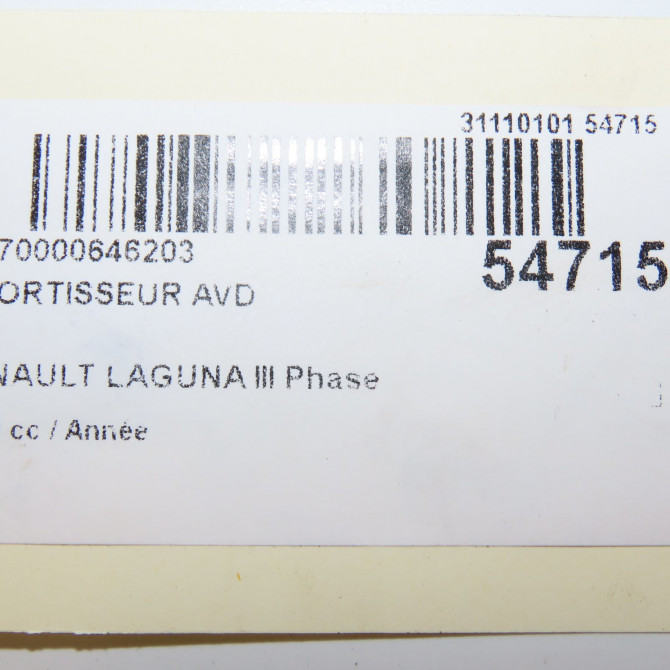 31110101 54715
70000646203
54715
ORTISSEUR AVD
NAULT LAGUNA III Phase
cc / Année